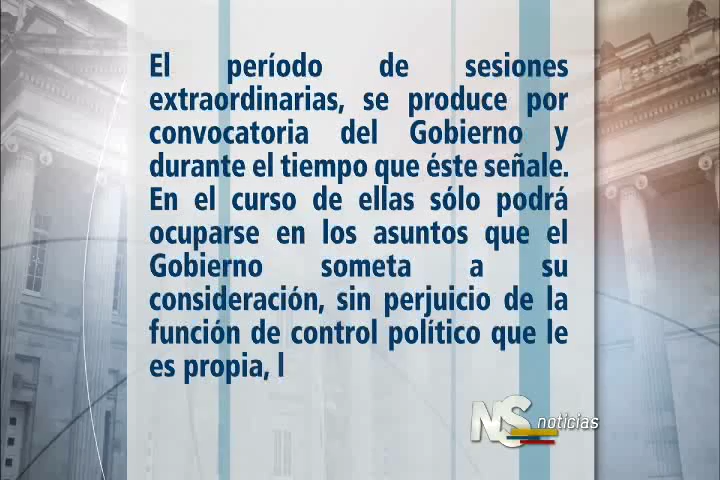 El período de sesiones
extraordinarias, se produce por
convocatoria del Gobierno y
durante el tiempo que éste señale.
En el curso de ellas sólo podrá
ocuparse en los asuntos que el
Gobierno someta a su
consideración, sin perjuicio de la
función de control político que le
es propia, l
NS noticias